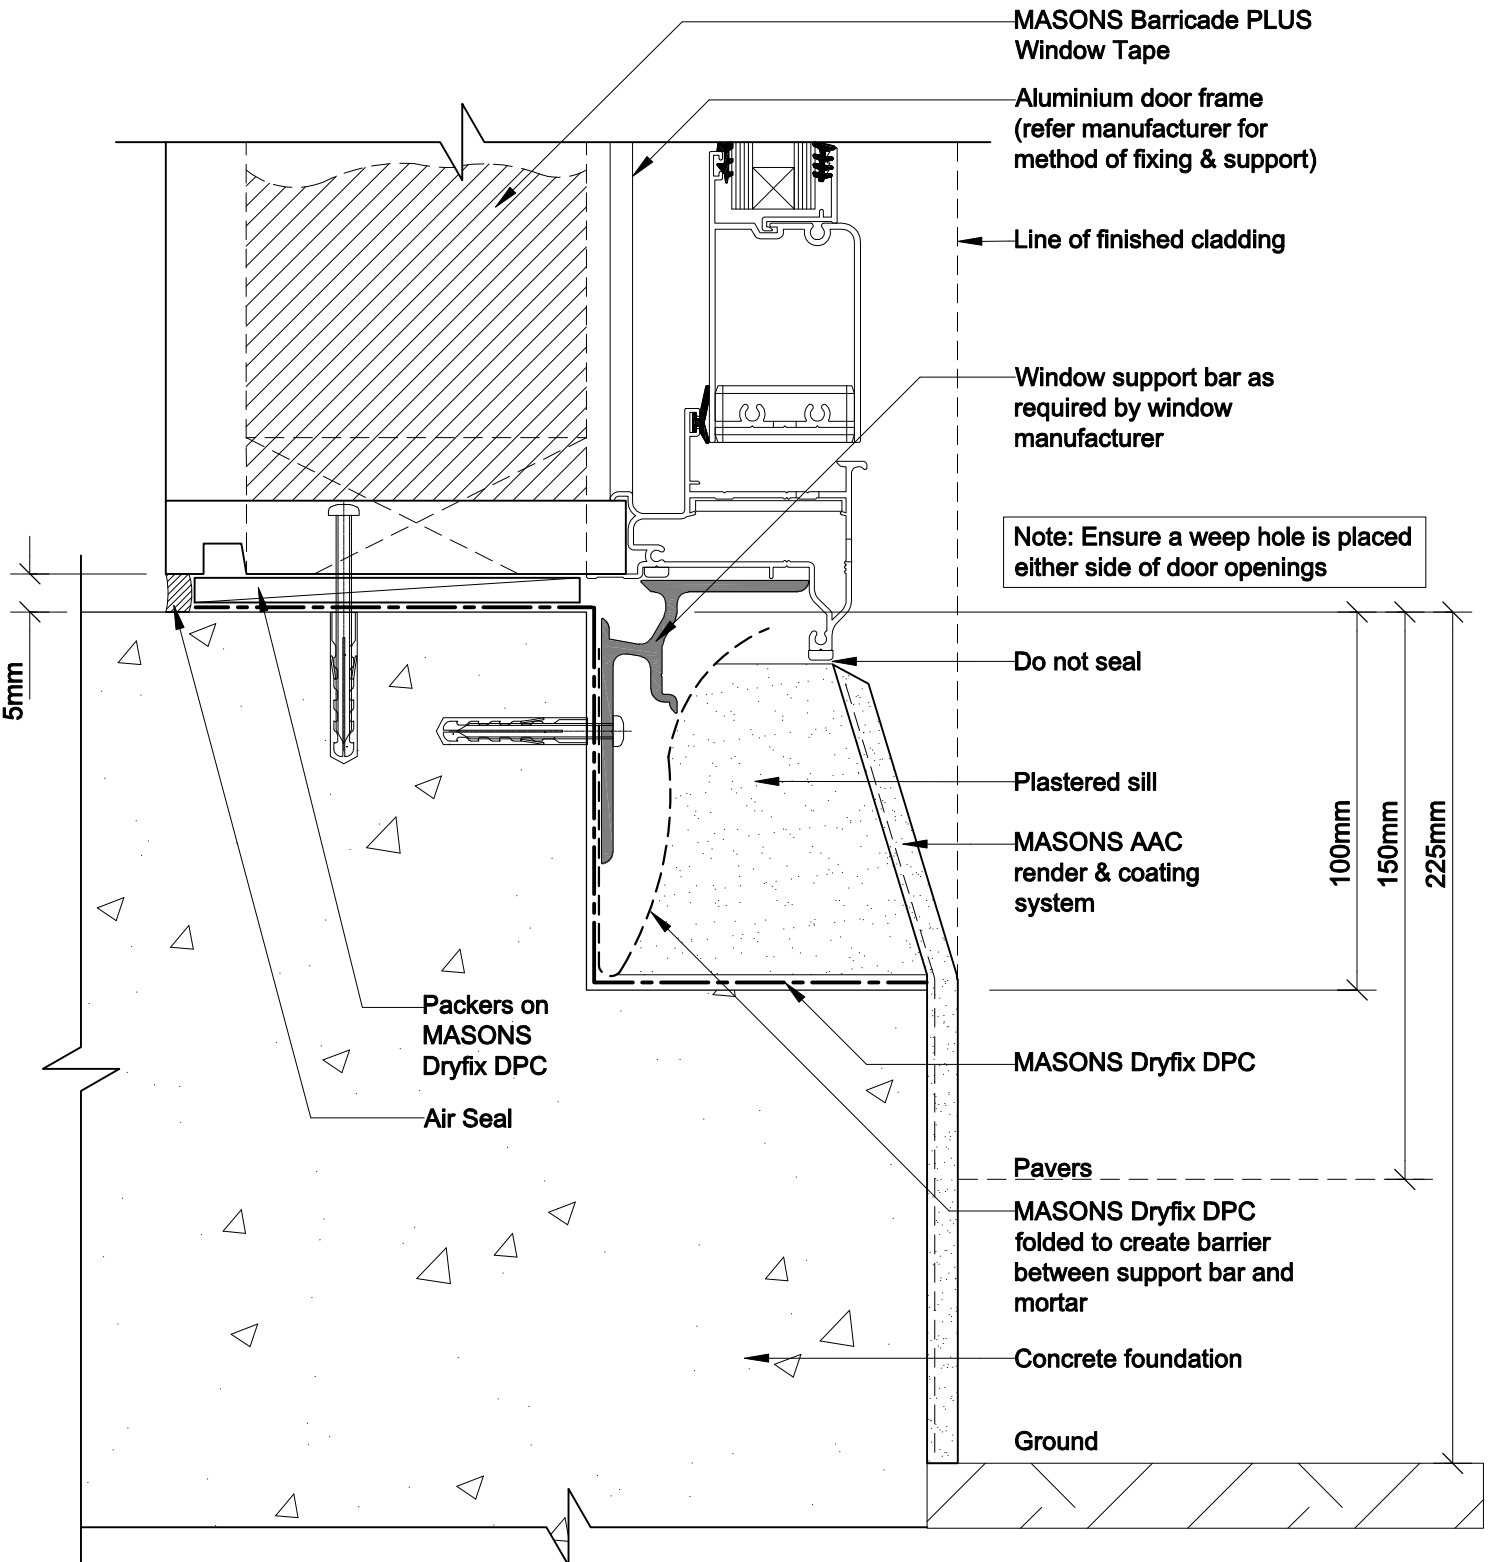 MASONS Barricade PLUS
Window Tape
Aluminium door frame
(refer manufacturer for
method of fixing & support)
Line of finished cladding
Window support bar as
required by window
manufacturer
Note: Ensure a weep hole is placed
either side of door openings
5mm
Do not seal
Plastered sill
MASONS AAC
render & coating
system
100mm
150mm
225mm
Packers on
MASONS
Dryfix DPC
Air Seal
MASONS Dryfix DPC
Pavers
MASONS Dryfix DPC
folded to create barrier
between support bar and
mortar
Concrete foundation
Ground